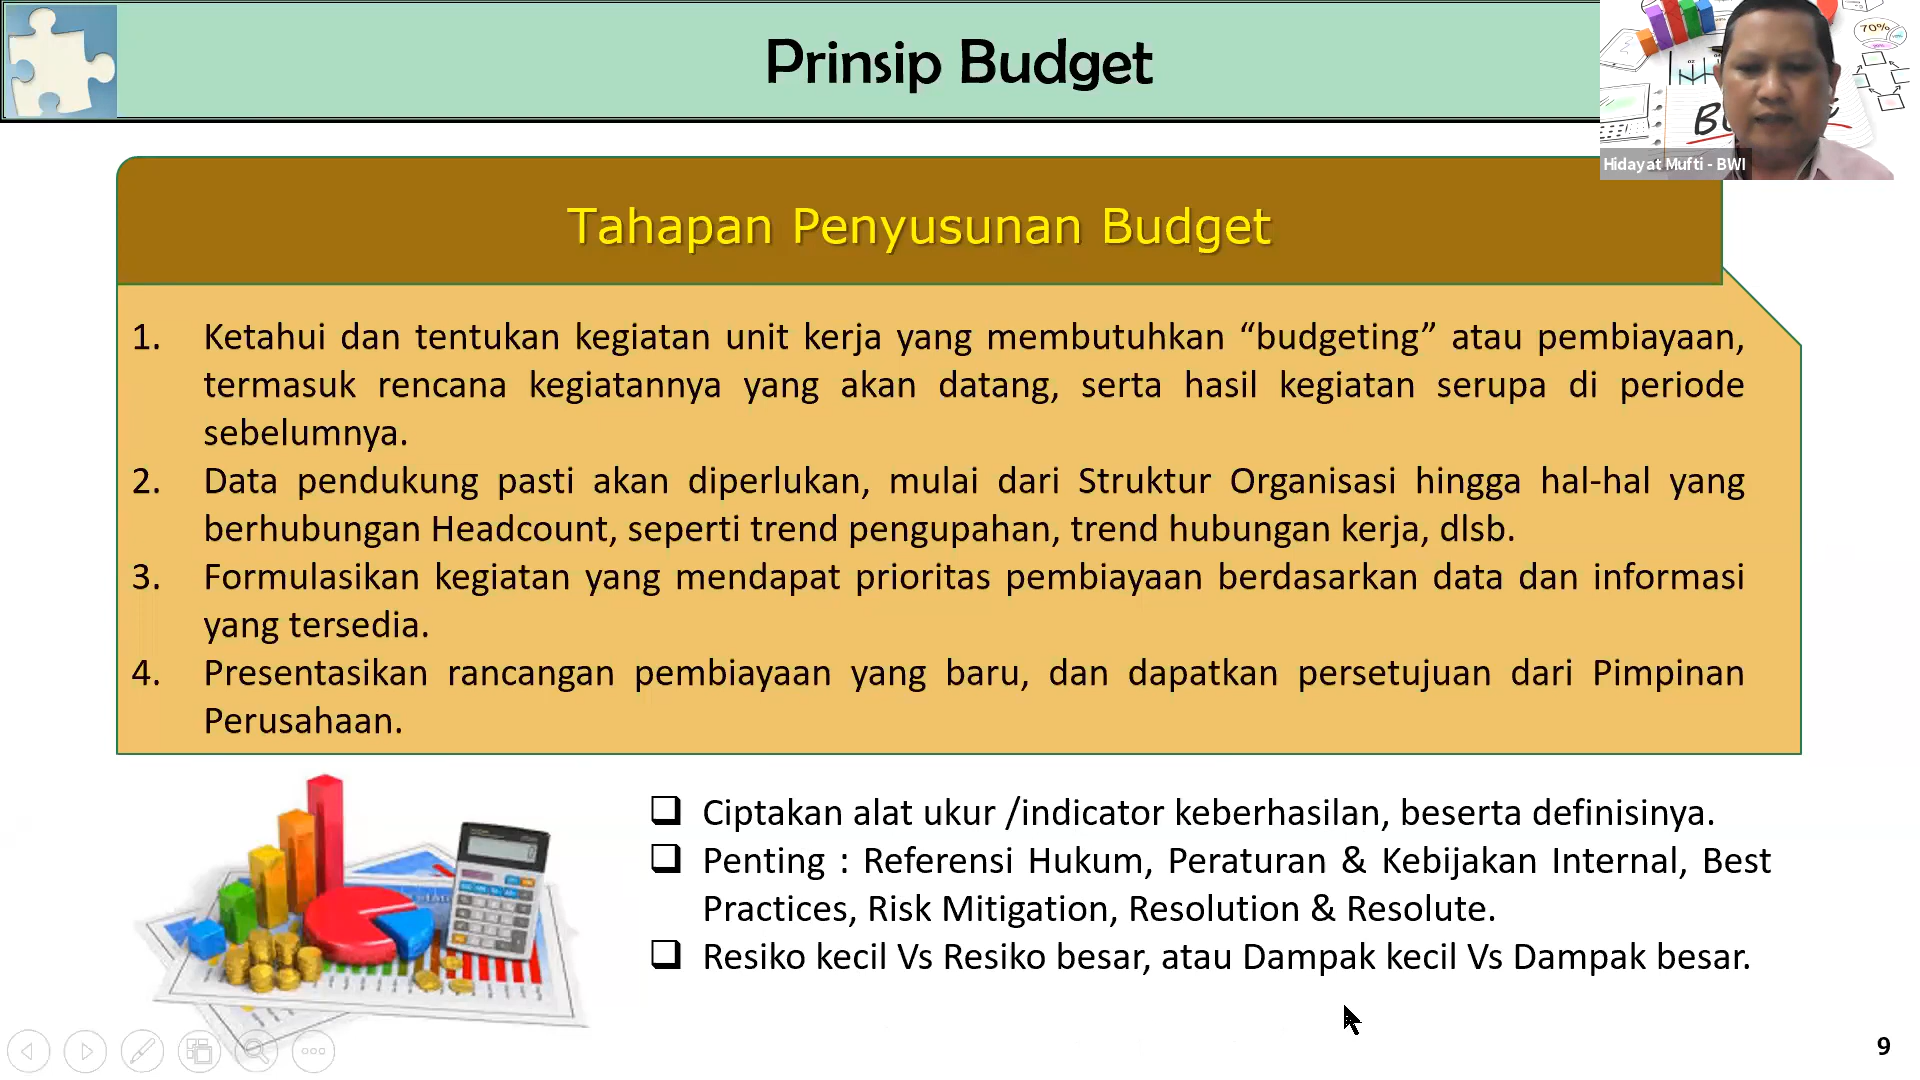 Prinsip Budget
70%
Hidayat Mufti - BWI
Tahapan Penyusunan Budget
1. Ketahui dan tentukan kegiatan unit kerja yang membutuhkan “budgeting” atau pembiayaan,
termasuk rencana kegiatannya yang akan datang, serta hasil kegiatan serupa di periode
sebelumnya.
2. Data pendukung pasti akan diperlukan, mulai dari Struktur Organisasi hingga hal-hal yang
berhubungan Headcount, seperti trend pengupahan, trend hubungan kerja, dlsb.
3. Formulasikan kegiatan yang mendapat prioritas pembiayaan berdasarkan data dan informasi
yang tersedia.
4. Presentasikan rancangan pembiayaan yang baru, dan dapatkan persetujuan dari Pimpinan
Perusahaan.
❑ Ciptakan alat ukur /indicator keberhasilan, beserta definisinya.
❑ Penting : Referensi Hukum, Peraturan & Kebijakan Internal, Best
Practices, Risk Mitigation, Resolution & Resolute.
❑ Resiko kecil Vs Resiko besar, atau Dampak kecil Vs Dampak besar.
9